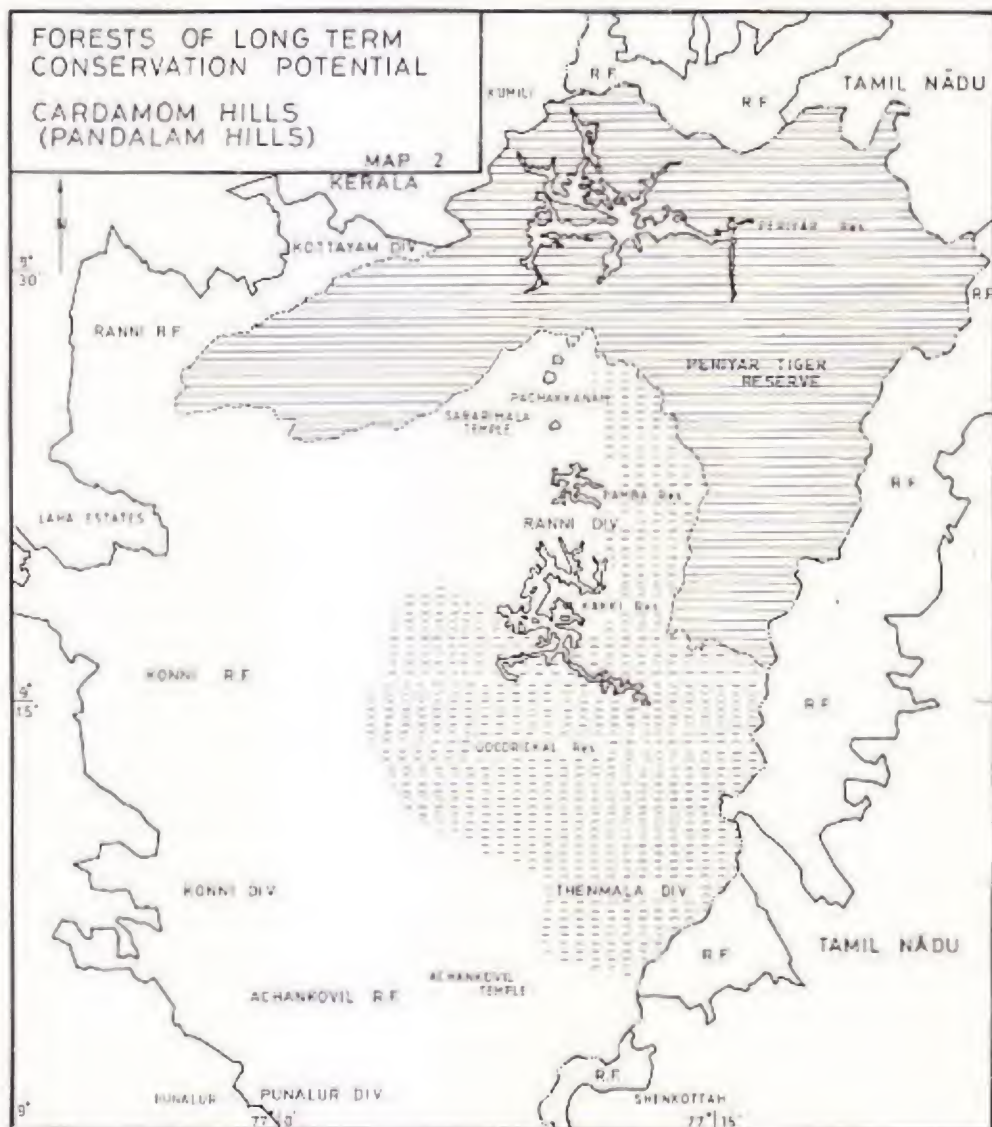 FORESTS OF LONG TERM
CONSERVATION POTENTIAL
CARDAMOM HILLS
(PANDALAM HILLS)
MAP 2
KERALA
KUMILI
R.F.
R.F.
TAMIL NĀDU
N
KOTTAYAM DIV.
PERIYAR Res.
9°
30'
RANNI R.F.
R.F.
PERIYAR TIGER
RESERVE
PACHAKKANAM
SABARIMALA
TEMPLE
R.F.
LAHA ESTATES
PAMBA Res.
RANNI DIV.
KAKKI Res.
KONNI R.F.
9°
15'
R.F.
Res.
KONNI DIV.
THENMALA DIV.
TAMIL NĀDU
R.F.
ACHANKOVIL
TEMPLE
ACHANKOVIL R.F.
R.F.
PUNALUR
PUNALUR DIV.
SHENKOTTAH
9°
77° 0'
77° 15'